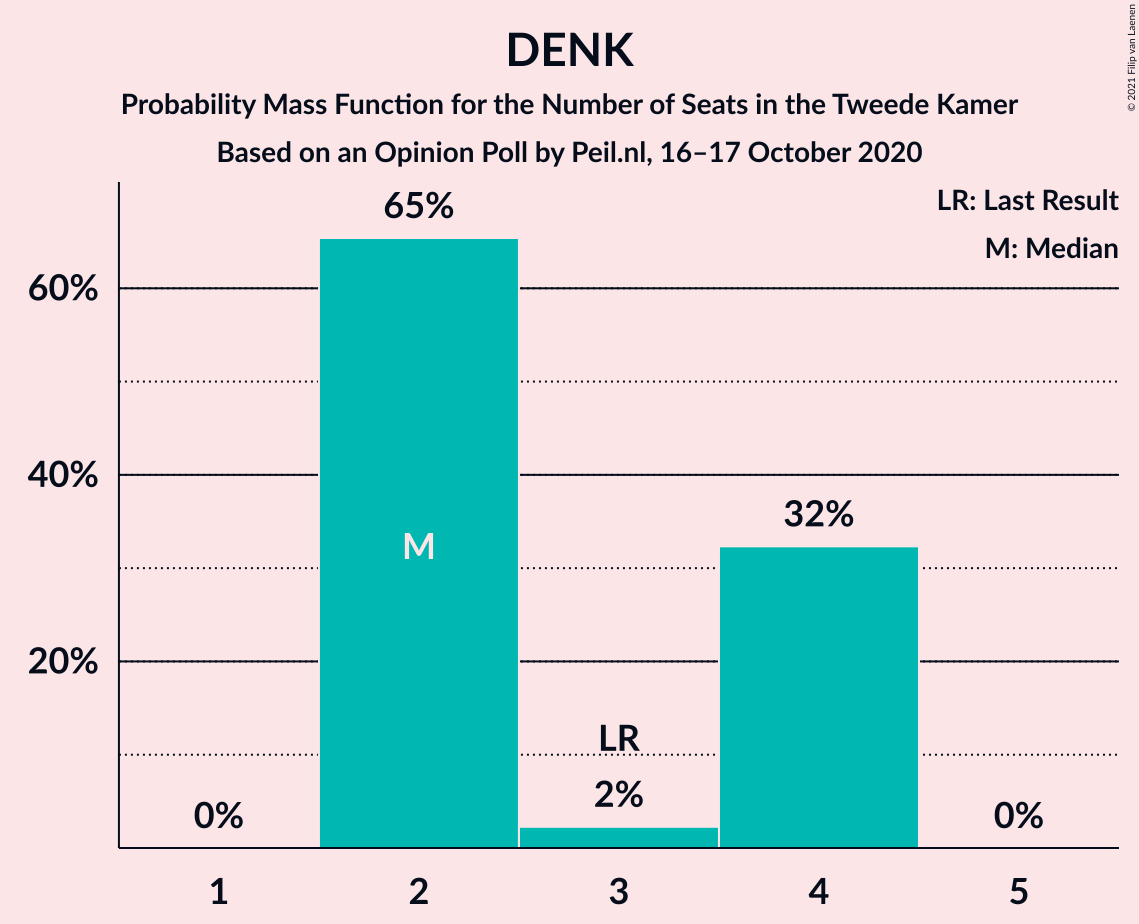 DENK
Probability Mass Function for the Number of Seats in the Tweede Kamer
Based on an Opinion Poll by Peil.nl, 16–17 October 2020
© 2021 Filip van Laenen
LR: Last Result
M: Median
65%
60%
40%
M
32%
20%
LR
2%
0%
0%
1 2 3 4 5